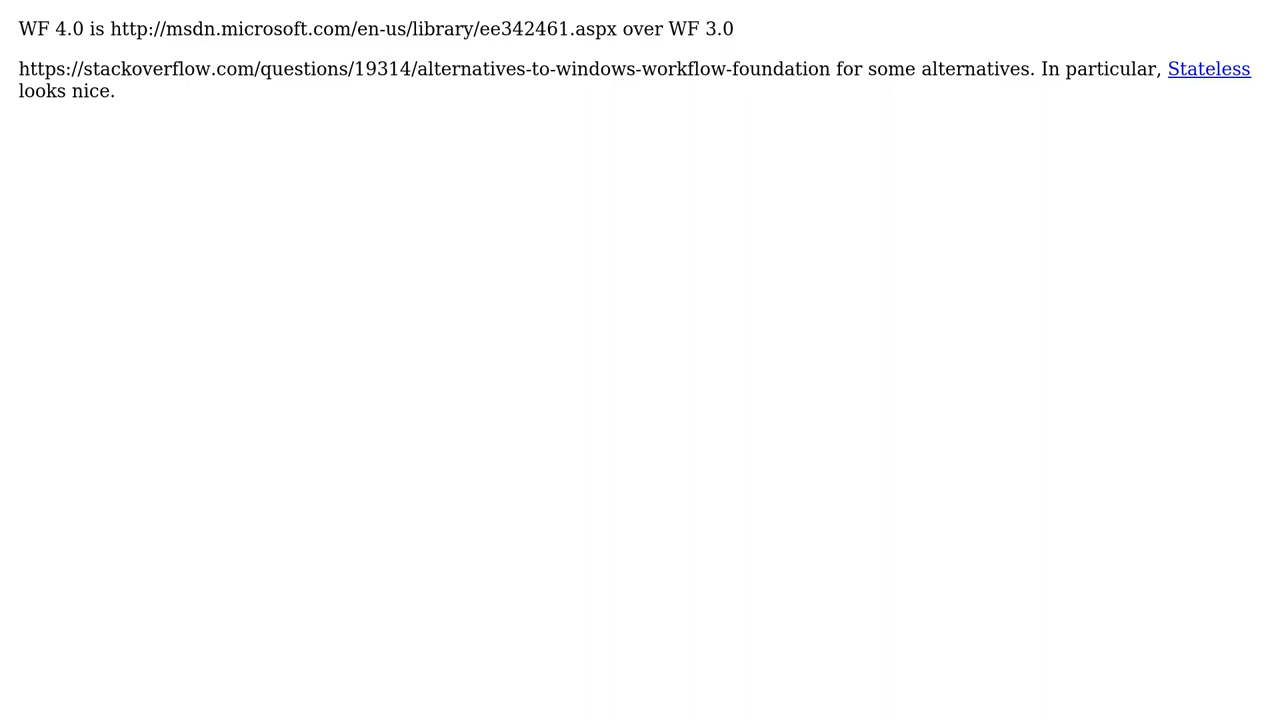 WF 4.0 is http://msdn.microsoft.com/en-us/library/ee342461.aspx over WF 3.0
https://stackoverflow.com/questions/19314/alternatives-to-windows-workflow-foundation for some alternatives. In particular, Stateless
looks nice.